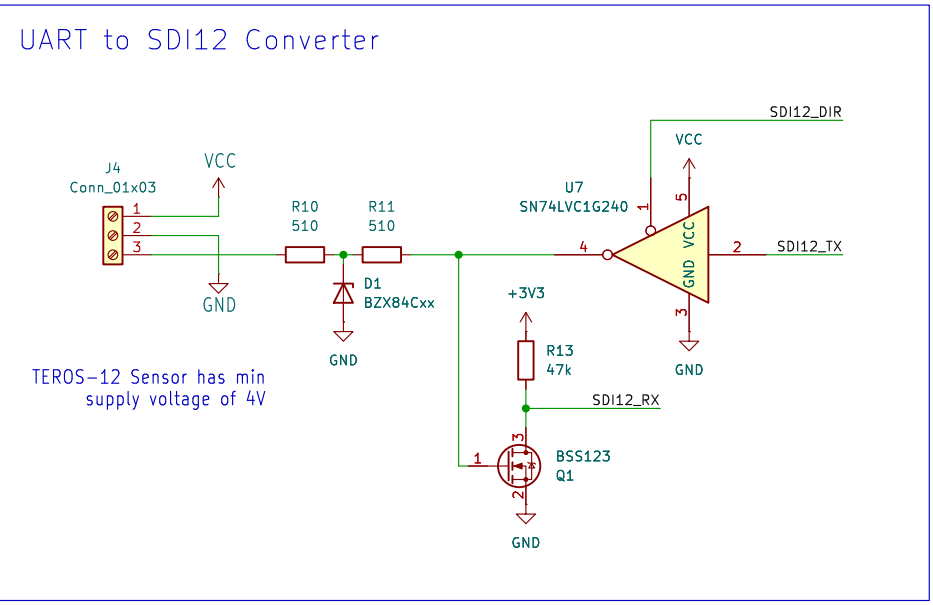 UART to SDI12 Converter
SDI12_DIR
VCC
J4
Conn_01x03
VCC
U7
SN74LVC1G240
1
5
1
2
3
R10
510
R11
510
4
GND VCC
2
SDI12_TX
D1
BZX84Cxx
GND
+3V3
3
GND
R13
47k
GND
TEROS-12 Sensor has min
supply voltage of 4V
SDI12_RX
3
1
BSS123
Q1
2
GND